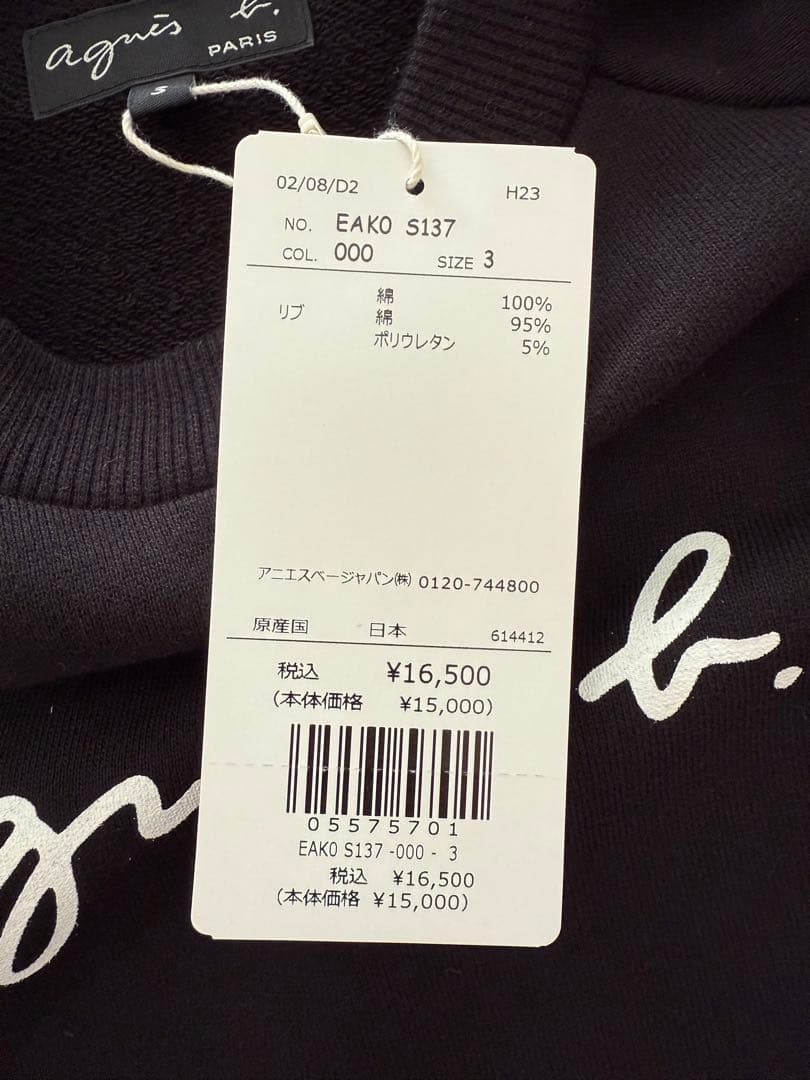 agnès b.
PARIS
S
02/08/D2 H23
NO. EAK0 S137
COL. 000 SIZE 3
綿 100%
リブ 綿 95%
ポリウレタン 5%
アニエスベージャパン㈱ 0120-744800
原産国 日本 614412
税込 ¥16,500
(本体価格 ¥15,000)
05575701
EAK0 S137 -000 - 3
税込 ¥16,500
(本体価格 ¥15,000)
b.
gn